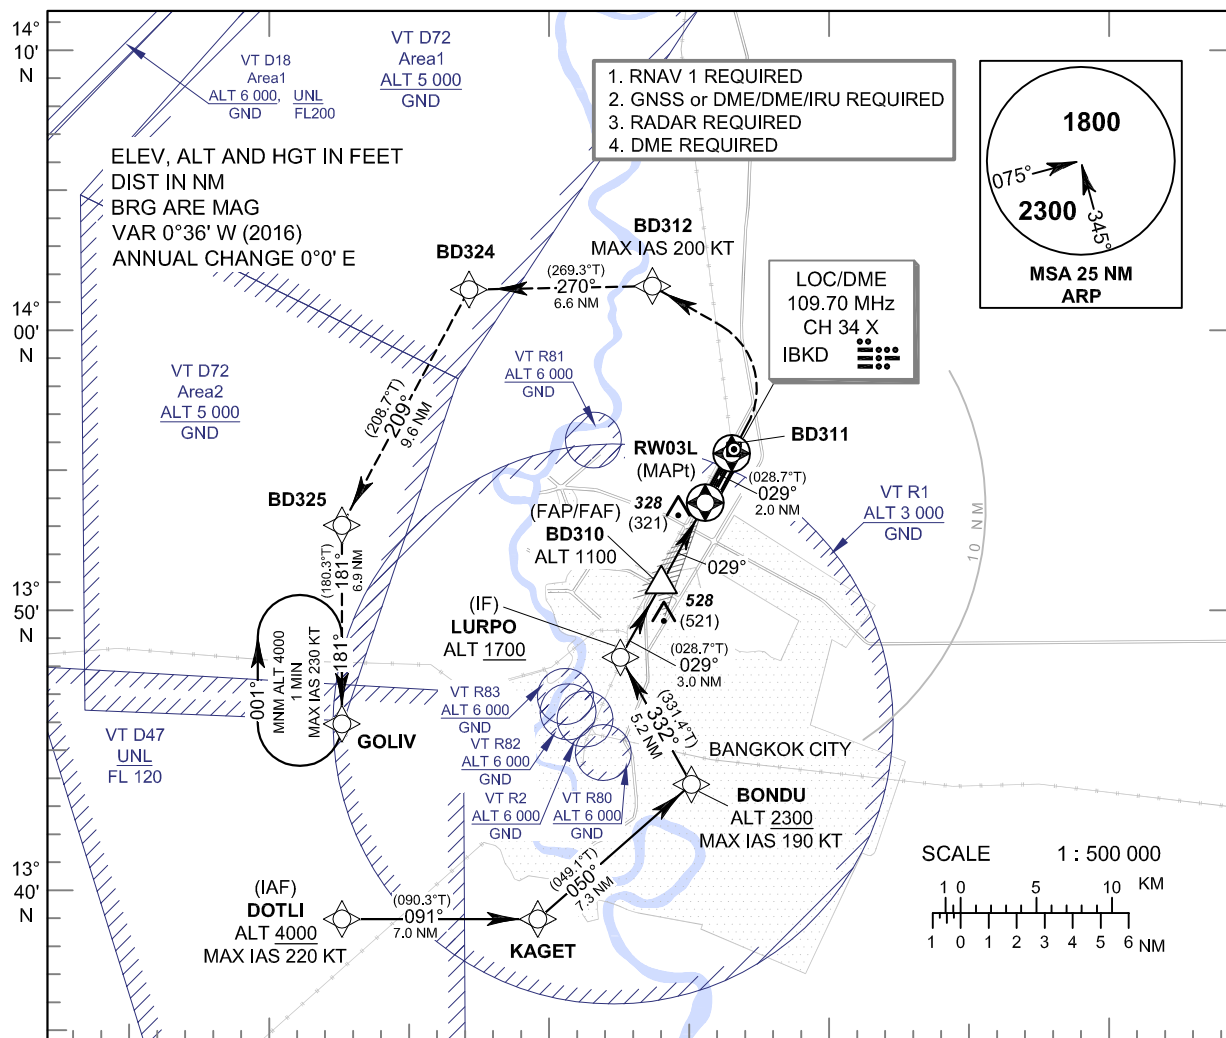 14°
10'
N
14°
00'
N
13°
50'
N
13°
40'
N
VT D18
Area1
ALT 6 000, UNL
GND FL200
VT D72
Area1
ALT 5 000
GND
1. RNAV 1 REQUIRED
2. GNSS or DME/DME/IRU REQUIRED
3. RADAR REQUIRED
4. DME REQUIRED
1800
075°
2300
345°
MSA 25 NM
ARP
ELEV, ALT AND HGT IN FEET
DIST IN NM
BRG ARE MAG
VAR 0°36' W (2016)
ANNUAL CHANGE 0°0' E
BD324
BD312
MAX IAS 200 KT
(269.3°T)
270°
6.6 NM
LOC/DME
109.70 MHz
CH 34 X
IBKD
VT R81
ALT 6 000
GND
VT D72
Area2
ALT 5 000
GND
(208.7°T)
209°
9.6 NM
BD311
RW03L
(MAPt)
(028.7°T)
029°
2.0 NM
VT R1
ALT 3 000
GND
10 NM
BD325
328
(321)
(FAP/FAF)
BD310
ALT 1100
029°
528
(521)
(180.3°T)
181°
6.9 NM
(IF)
LURPO
ALT 1700
(028.7°T)
029°
3.0 NM
001°
MNM ALT 4000
1 MIN
MAX IAS 230 KT
181°
GOLIV
VT R83
ALT 6 000
GND
VT R82
ALT 6 000
GND
VT R2
ALT 6 000
GND
VT R80
ALT 6 000
GND
(331.4°T)
332°
5.2 NM
BANGKOK CITY
VT D47
UNL
FL 120
BONDU
ALT 2300
MAX IAS 190 KT
(IAF)
DOTLI
ALT 4000
MAX IAS 220 KT
(090.3°T)
091°
7.0 NM
KAGET
(049.1°T)
050°
7.3 NM
SCALE 1 : 500 000
1 0 5 10 KM
1 0 1 2 3 4 5 6 NM